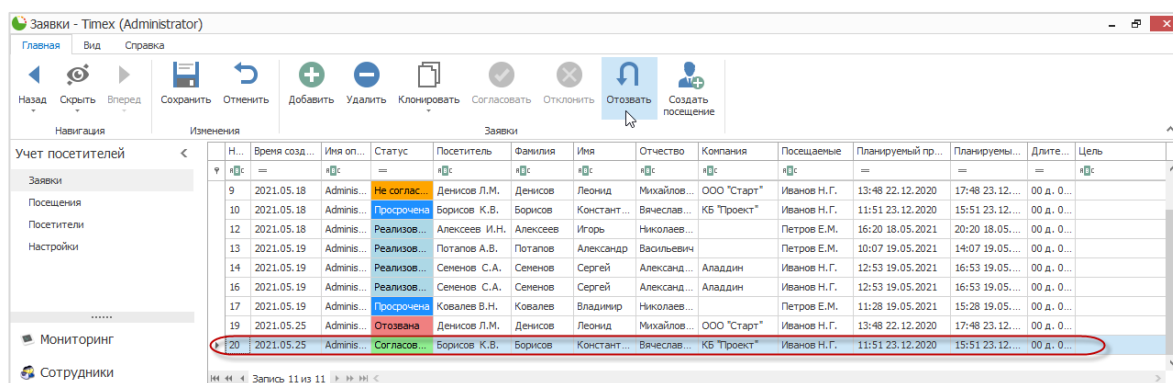 Заявки - Timex (Administrator)
Главная Вид Справка
Назад Скрыть Вперед Сохранить Отменить Добавить Удалить Клонировать Согласовать Отклонить Отозвать Создать посещение
Навигация Изменения Заявки
Учет посетителей
Заявки
Посещения
Посетители
Настройки
Мониторинг
Сотрудники
Н... Время созд... Имя оп... Статус Посетитель Фамилия Имя Отчество Компания Посещаемые Планируемый пр... Планируемы... Длите... Цель
9 2021.05.18 Adminis... Не соглас... Денисов Л.М. Денисов Леонид Михайлов... ООО "Старт" Иванов Н.Г. 13:48 22.12.2020 17:48 23.12.... 00 д. 0...
10 2021.05.18 Adminis... Просрочена Борисов К.В. Борисов Констант... Вячеслав... КБ "Проект" Иванов Н.Г. 11:51 23.12.2020 15:51 23.12.... 00 д. 0...
12 2021.05.18 Adminis... Реализов... Алексеев И.Н. Алексеев Игорь Николаев... Петров Е.М. 16:20 18.05.2021 20:20 18.05.... 00 д. 0...
13 2021.05.19 Adminis... Реализов... Потапов А.В. Потапов Александр Васильевич Петров Е.М. 10:07 19.05.2021 14:07 19.05.... 00 д. 0...
14 2021.05.19 Adminis... Реализов... Семенов С.А. Семенов Сергей Александ... Аладдин Иванов Н.Г. 12:53 19.05.2021 16:53 19.05.... 00 д. 0...
16 2021.05.19 Adminis... Реализов... Семенов С.А. Семенов Сергей Александ... Аладдин Иванов Н.Г. 12:53 19.05.2021 16:53 19.05.... 00 д. 0...
17 2021.05.19 Adminis... Просрочена Ковалев В.Н. Ковалев Владимир Николаев... Петров Е.М. 11:28 19.05.2021 15:28 19.05.... 00 д. 0...
19 2021.05.25 Adminis... Отозвана Денисов Л.М. Денисов Леонид Михайлов... ООО "Старт" Иванов Н.Г. 13:48 22.12.2020 17:48 23.12.... 00 д. 0...
20 2021.05.25 Adminis... Согласов... Борисов К.В. Борисов Констант... Вячеслав... КБ "Проект" Иванов Н.Г. 11:51 23.12.2020 15:51 23.12.... 00 д. 0...
Запись 11 из 11